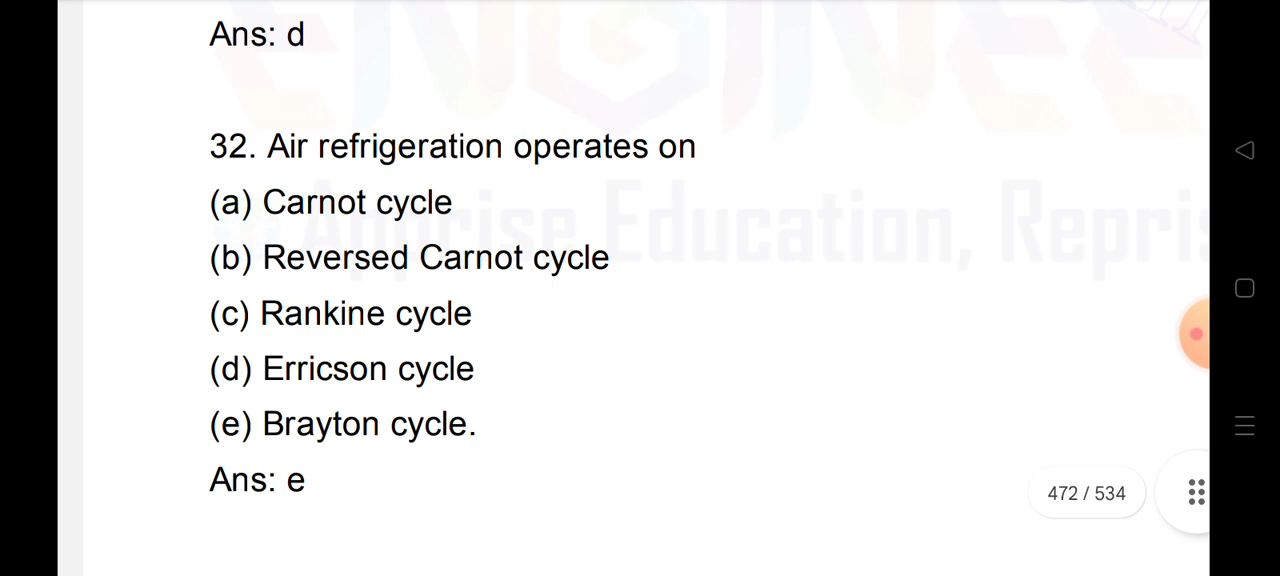 Ans: d
32. Air refrigeration operates on
(a) Carnot cycle
(b) Reversed Carnot cycle
(c) Rankine cycle
(d) Erricson cycle
(e) Brayton cycle.
Ans: e
472 / 534
Education,